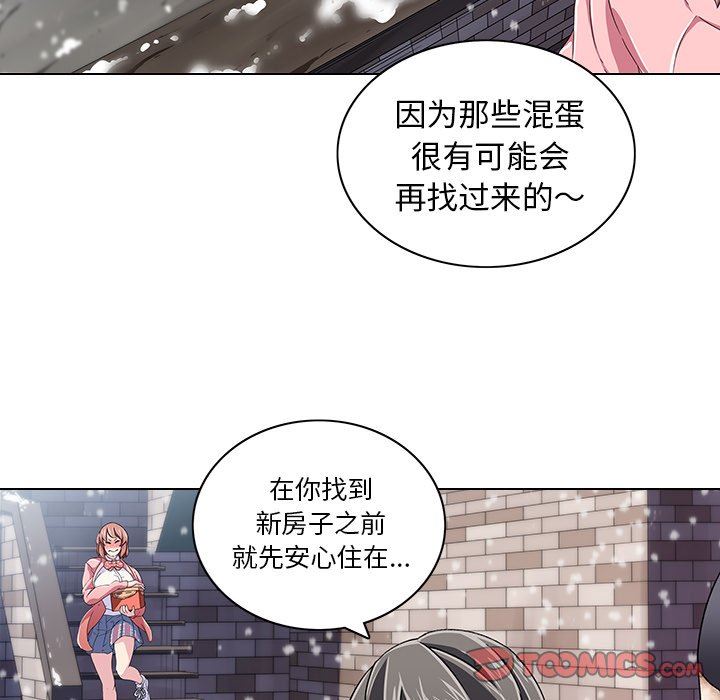 因为那些混蛋
很有可能会
再找过来的～
在你找到
新房子之前
就先安心住在...
TOOMICS.COM